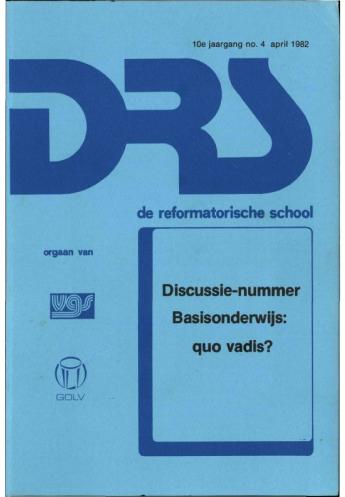 10e jaargang no. 4 april 1982
DRS
de reformatorische school
orgaan van
vgs
GOLV
Discussie-nummer
Basisonderwijs:
quo vadis?